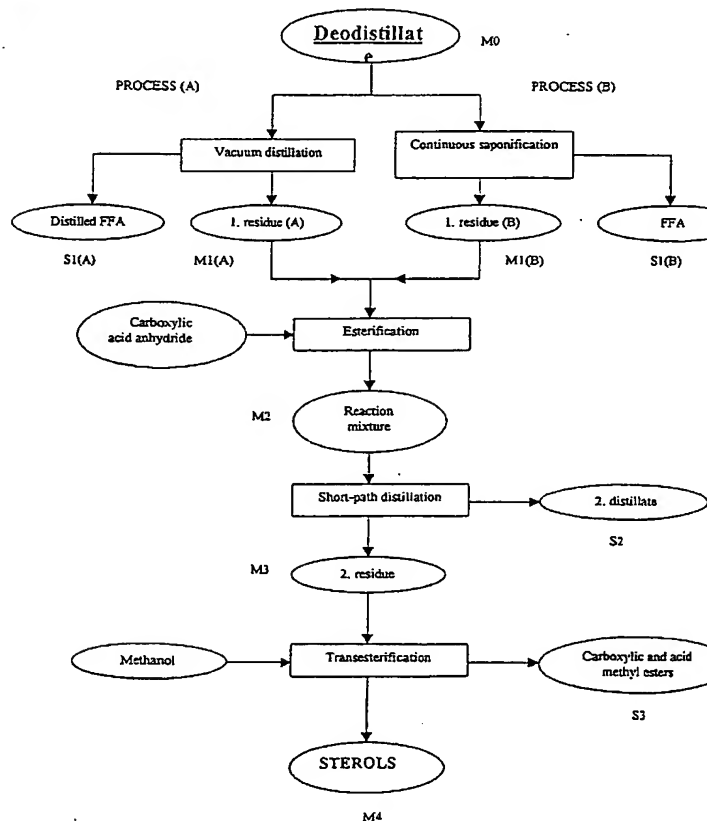 Deodistillat
e
M0
PROCESS (A)
PROCESS (B)
Vacuum distillation
Continuous saponification
Distilled FFA
1. residue (A)
1. residue (B)
FFA
S1(A)
M1(A)
M1(B)
S1(B)
Carboxylic
acid anhydride
Esterification
M2
Reaction
mixture
Short-path distillation
2. distillate
S2
M3
2. residue
Methanol
Transesterification
Carboxylic and acid
methyl esters
S3
STEROLS
M4